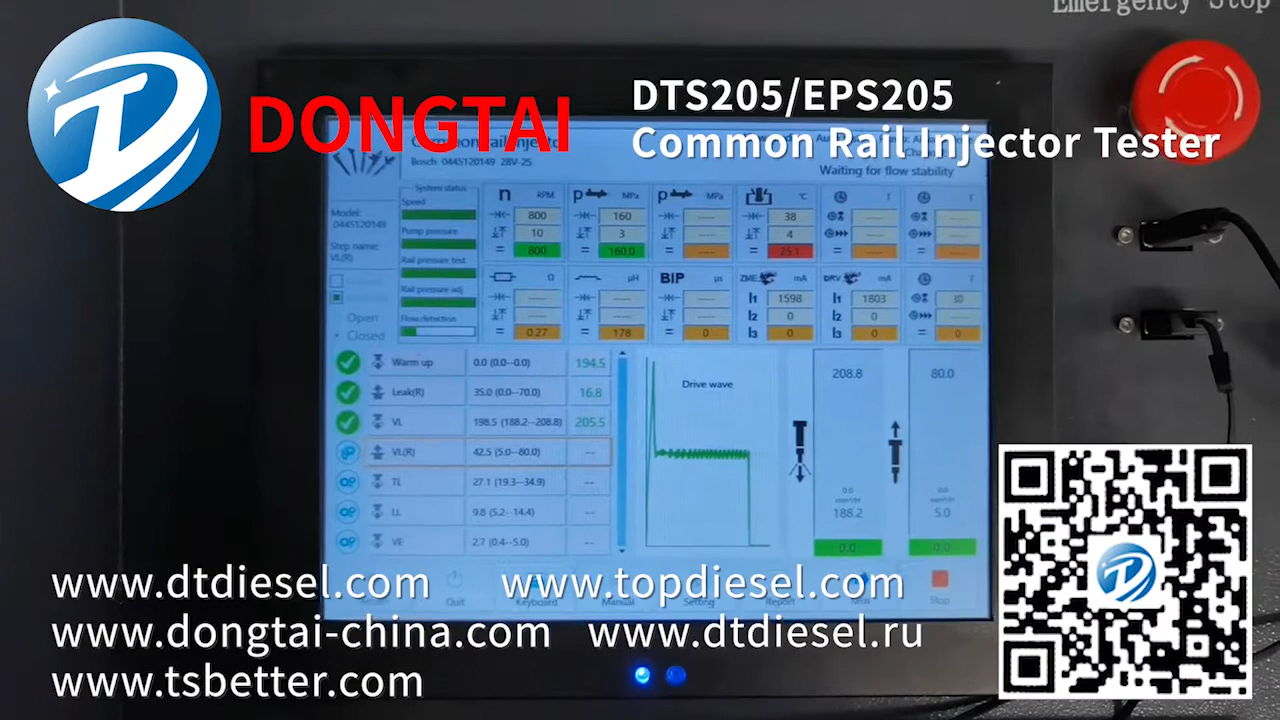 Emergency Stop
DONGTAI
DTS205/EPS205
Common Rail Injector Tester
Bosch: 0445120149 28V-2S
Waiting for flow stability
System status
Speed
Pump pressure
Rail pressure test
Rail pressure adj
Flow detection
Model:
0445120149
Step name:
VL(R)
Open
Closed
n RPM
800
10
= 800
p MPa
160
3
= 160.0
p MPa
---
---
= ---
°C
38
4
= 25.1
---
---
= ---
---
---
= ---
Ω
---
---
= 0.27
μH
---
---
= 178
BIP μs
---
---
= 0
ZME mA
I1 1598
I2 0
I3 0
DRV mA
I1 1803
I2 0
I3 0
30
---
= 0
Warm up 0.0 (0.0--0.0) 194.5
Leak(R) 35.0 (0.0--70.0) 16.8
VL 198.5 (188.2--208.8) 205.5
VL(R) 42.5 (5.0--80.0) ---
TL 27.1 (19.3--34.9) ---
LL 9.8 (5.2--14.4) ---
VE 2.7 (0.4--5.0) ---
Drive wave
208.8
0.0
188.2
0.0
80.0
0.0
5.0
0.0
Quit
Keyboard
Manual
Setting
Report
Stop
www.dtdiesel.com www.topdiesel.com
www.dongtai-china.com www.dtdiesel.ru
www.tsbetter.com